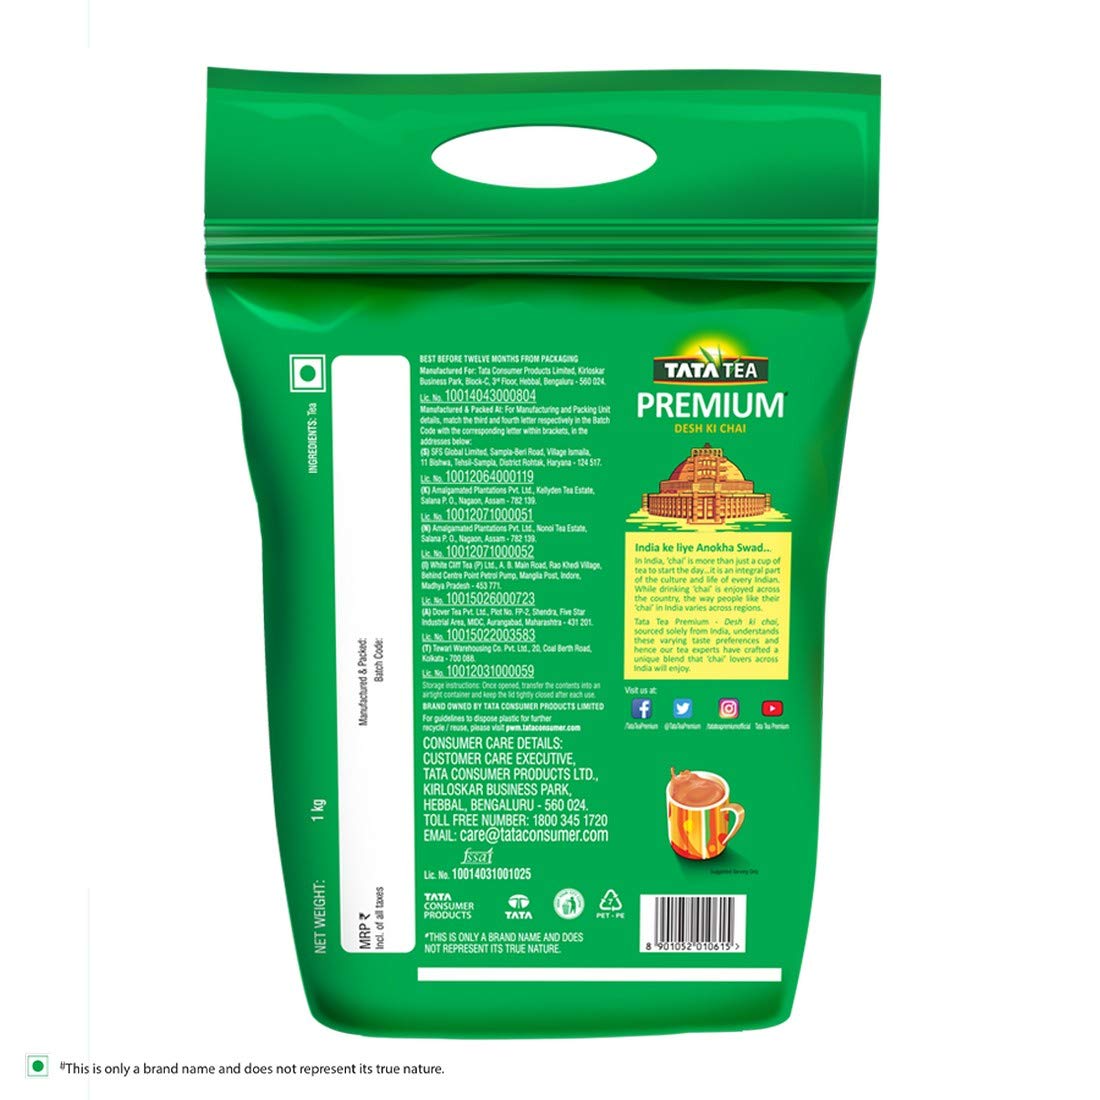 INGREDIENTS: Tea
NET WEIGHT: 1 kg
Manufactured & Packed:
Batch Code:
MRP ₹
Incl. of all taxes
BEST BEFORE TWELVE MONTHS FROM PACKAGING
Manufactured For: Tata Consumer Products Limited, Kirloskar
Business Park, Block-C, 3rd Floor, Hebbal, Bengaluru - 560 024.
Lic. No. 10014043000804
Manufactured & Packed At: For Manufacturing and Packing Unit
details, match the third and fourth letter respectively in the Batch
Code with the corresponding letter within brackets, in the
addresses below:
(S) SFS Global Limited, Sampla-Beri Road, Village Ismaila,
11 Bishwa, Tehsil-Sampla, District Rohtak, Haryana - 124 517.
Lic. No. 10012064000119
(K) Amalgamated Plantations Pvt. Ltd., Kellyden Tea Estate,
Salana P. O., Nagaon, Assam - 782 139.
Lic. No. 10012071000051
(N) Amalgamated Plantations Pvt. Ltd., Nonoi Tea Estate,
Salana P. O., Nagaon, Assam - 782 139.
Lic. No. 10012071000052
(I) White Cliff Tea (P) Ltd., A. B. Main Road, Rao Khedi Village,
Behind Centre Point Petrol Pump, Manglia Post, Indore,
Madhya Pradesh - 453 771.
Lic. No. 10015026000723
(A) Dover Tea Pvt. Ltd., Plot No. FP-2, Shendra, Five Star
Industrial Area, MIDC, Aurangabad, Maharashtra - 431 201.
Lic. No. 10015022003583
(T) Tewari Warehousing Co. Pvt. Ltd., 20, Coal Berth Road,
Kolkata - 700 088.
Lic. No. 10012031000059
Storage instructions: Once opened, transfer the contents into an
airtight container and keep the lid tightly closed after each use.
BRAND OWNED BY TATA CONSUMER PRODUCTS LIMITED
For guidelines to dispose plastic for further
recycle / reuse, please visit pwm.tataconsumer.com
CONSUMER CARE DETAILS:
CUSTOMER CARE EXECUTIVE,
TATA CONSUMER PRODUCTS LTD.,
KIRLOSKAR BUSINESS PARK,
HEBBAL, BENGALURU - 560 024.
TOLL FREE NUMBER: 1800 345 1720
EMAIL: care@tataconsumer.com
fssai
Lic. No. 10014031001025
TATA
CONSUMER
PRODUCTS
TATA
7
PET - PE
#THIS IS ONLY A BRAND NAME AND DOES
NOT REPRESENT ITS TRUE NATURE.
TATA TEA
PREMIUM#
DESH KI CHAI
India ke liye Anokha Swad...
In India, 'chai' is more than just a cup of
tea to start the day...it is an integral part
of the culture and life of every Indian.
While drinking 'chai' is enjoyed across
the country, the way people like their
'chai' in India varies across regions.
Tata Tea Premium - Desh ki chai,
sourced solely from India, understands
these varying taste preferences and
hence our tea experts have crafted a
unique blend that 'chai' lovers across
India will enjoy.
Visit us at:
/TataTeaPremium @TataTeaPremium /tatateapremiumofficial Tata Tea Premium
Suggested Serving Only
8 901052 010615 >
#This is only a brand name and does not represent its true nature.